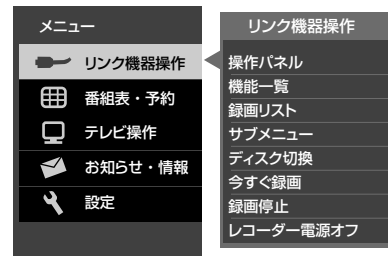 メニュー
リンク機器操作
番組表・予約
テレビ操作
お知らせ・情報
設定
リンク機器操作
操作パネル
機能一覧
録画リスト
サブメニュー
ディスク切換
今すぐ録画
録画停止
レコーダー電源オフ